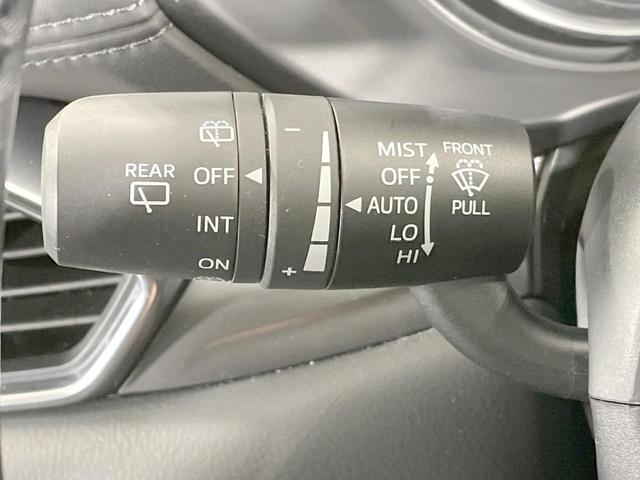 REAR
OFF
INT
ON
−
+
MIST
OFF
AUTO
LO
HI
FRONT
PULL